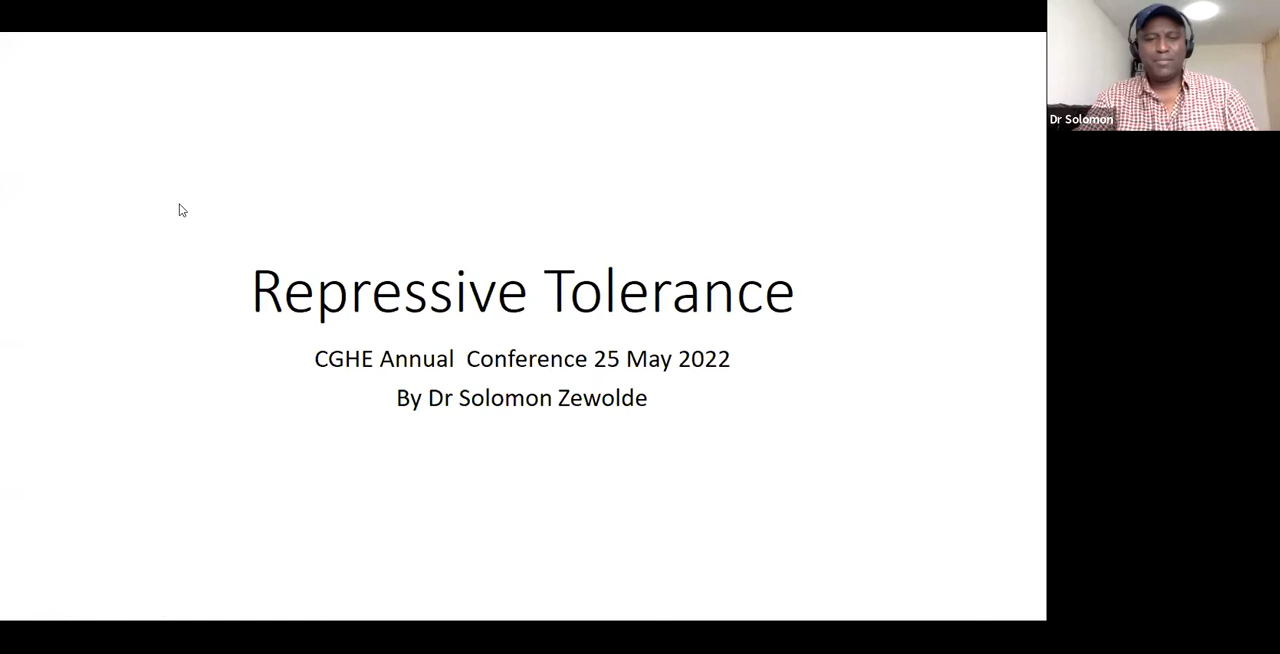 Repressive Tolerance
CGHE Annual  Conference 25 May 2022
By Dr Solomon Zewolde
Dr Solomon